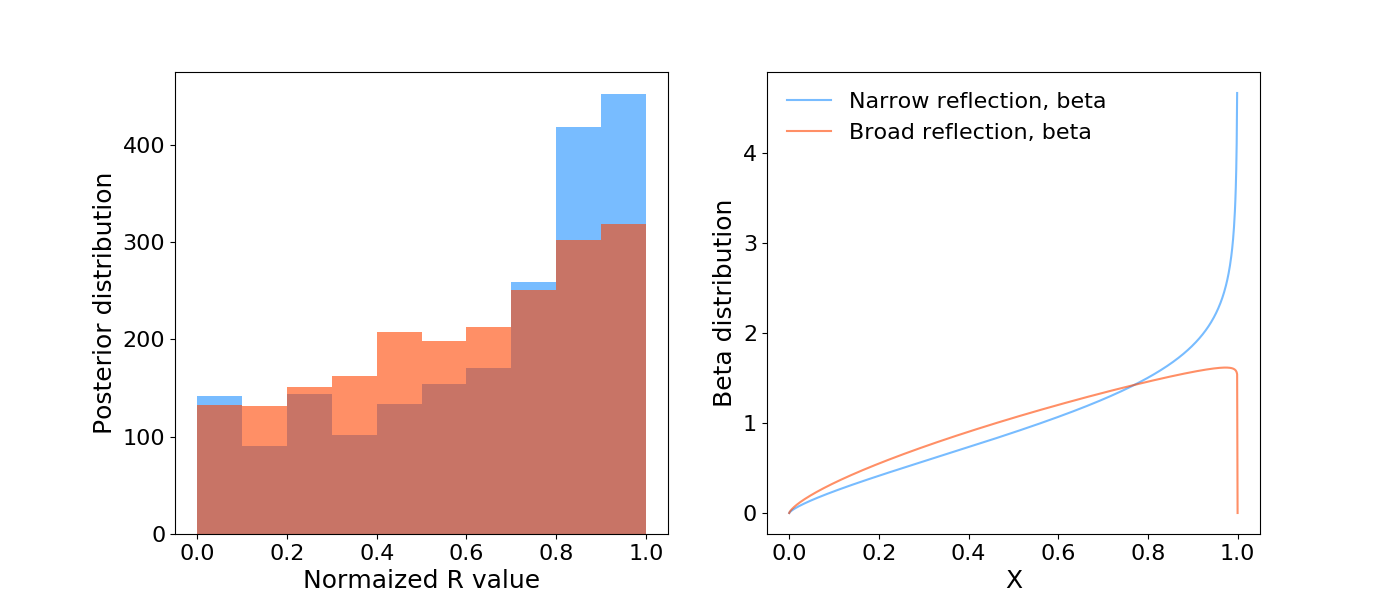 Posterior distribution
400
300
200
100
0
0.0 0.2 0.4 0.6 0.8 1.0
Normaized R value
Narrow reflection, beta
Broad reflection, beta
Beta distribution
4
3
2
1
0
0.0 0.2 0.4 0.6 0.8 1.0
X